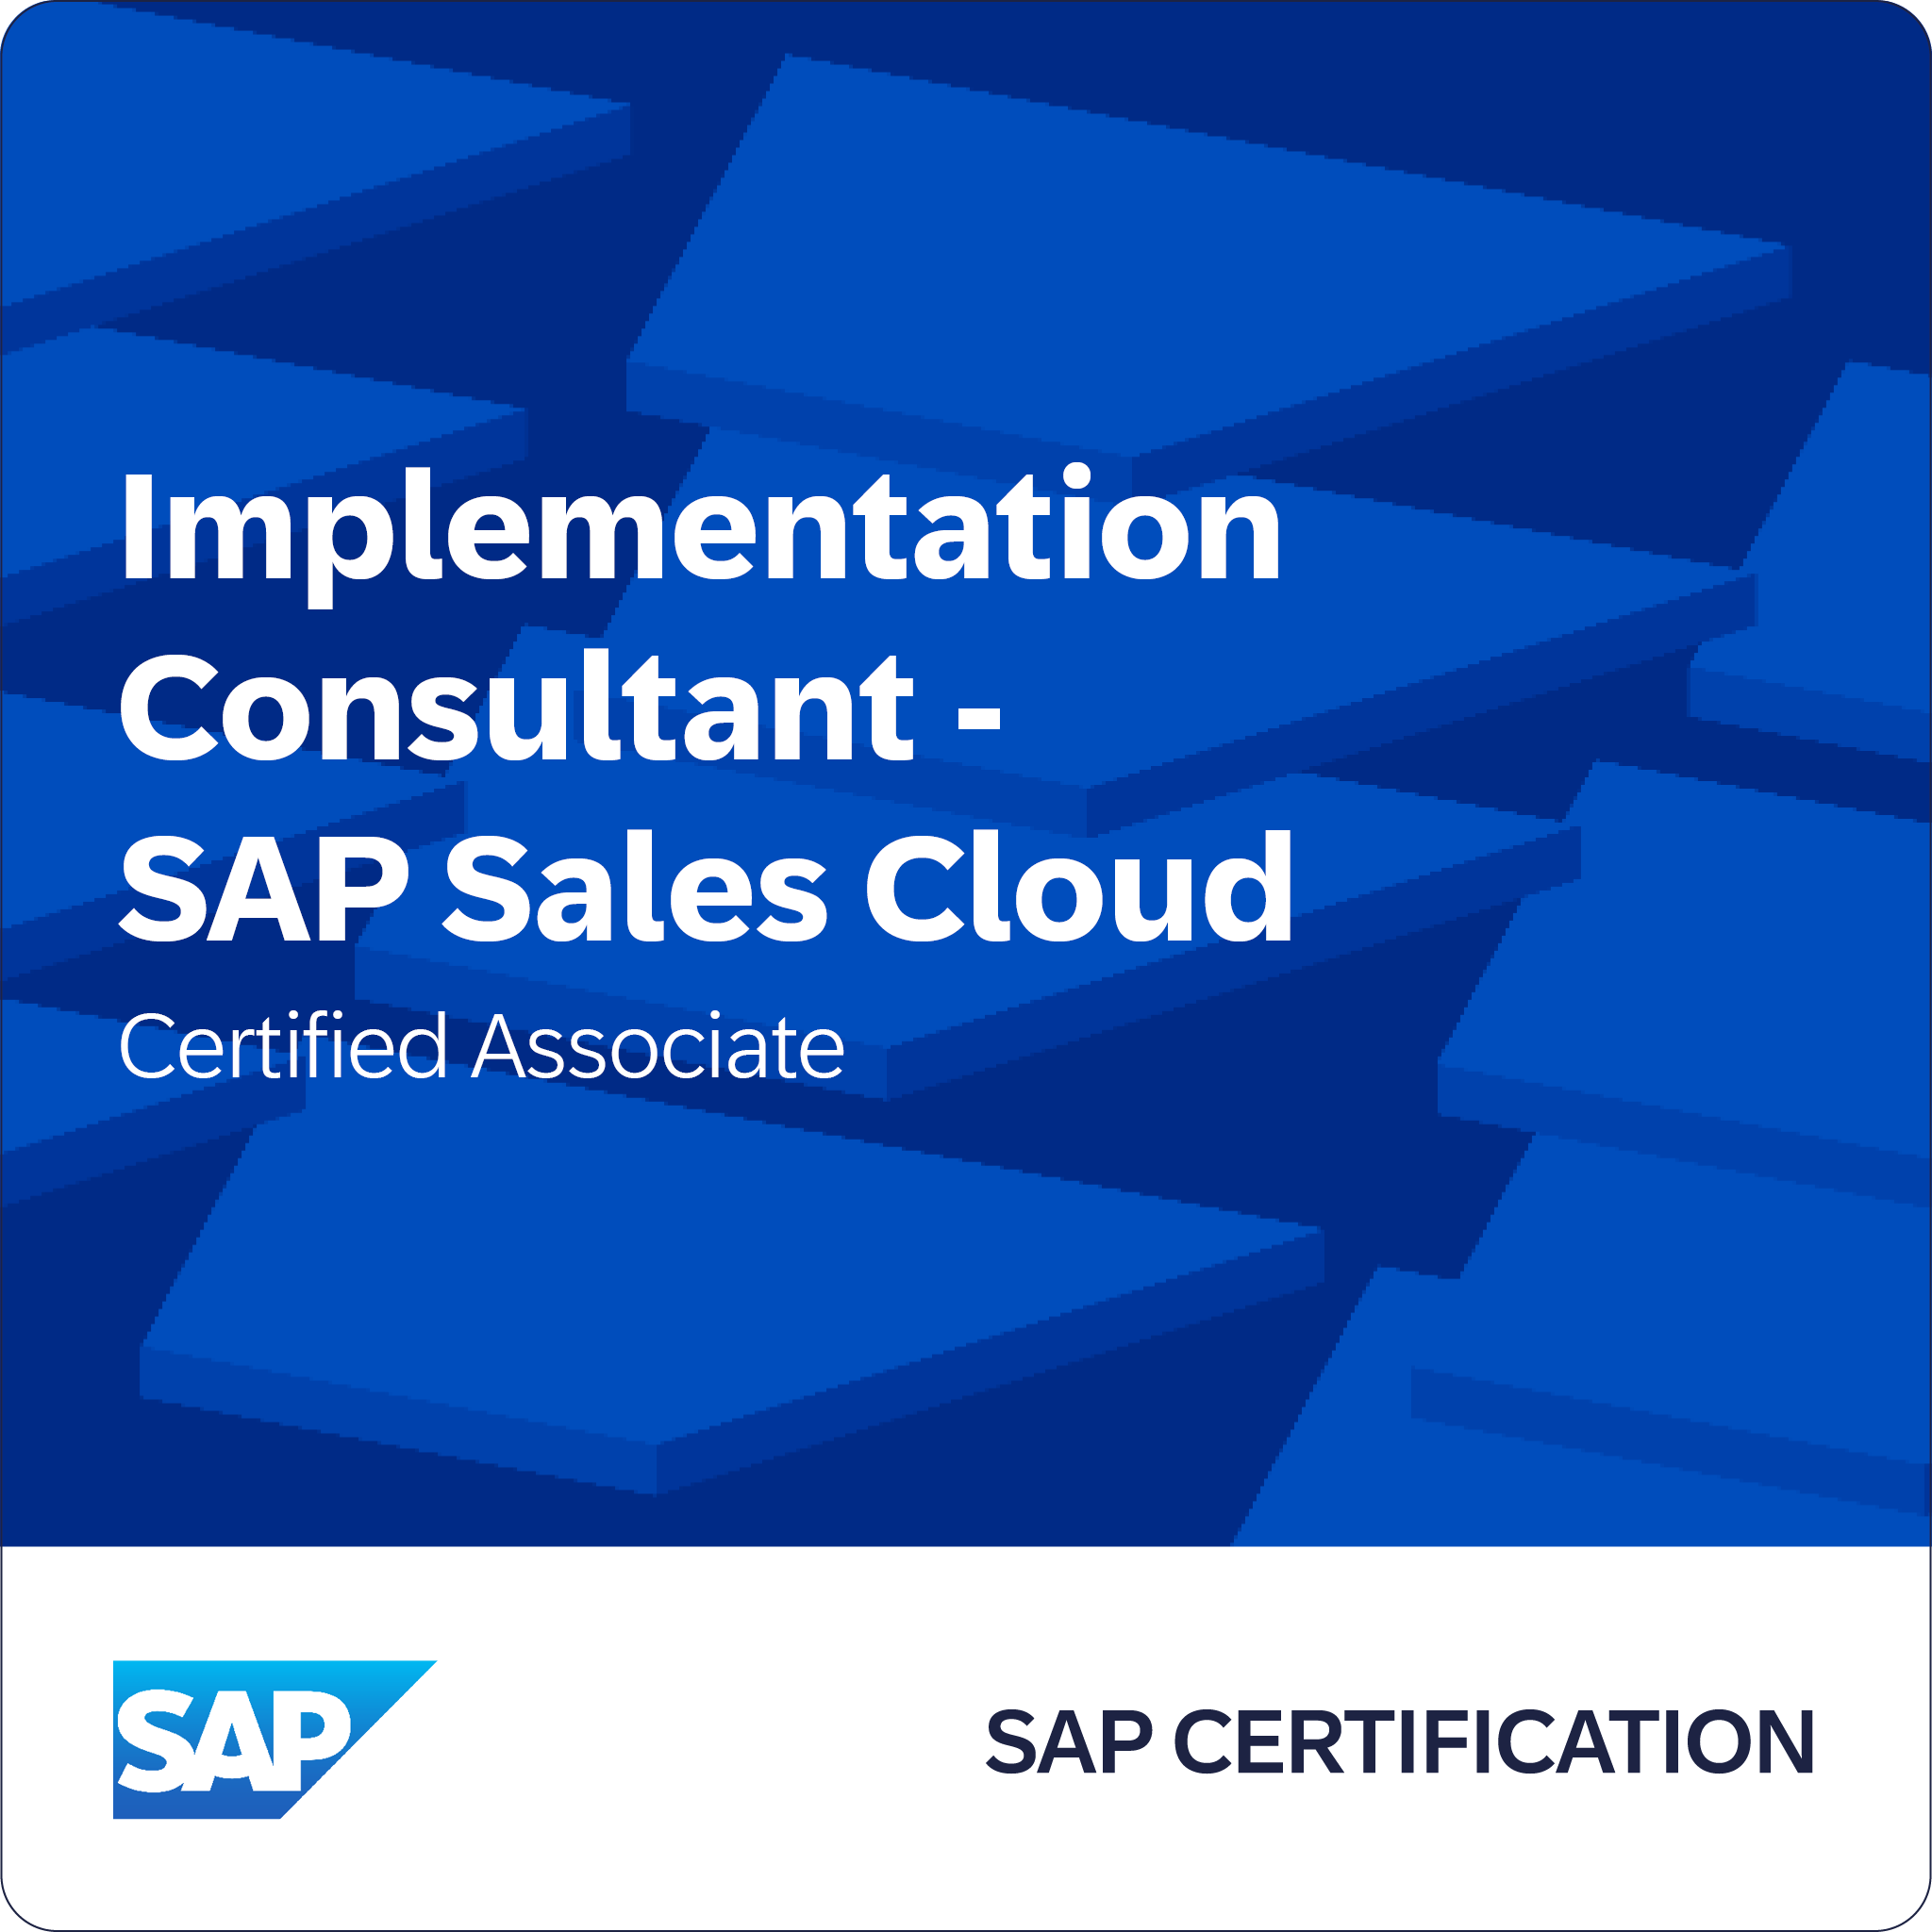 Implementation
Consultant -
SAP Sales Cloud
Certified Associate
SAP
SAP CERTIFICATION